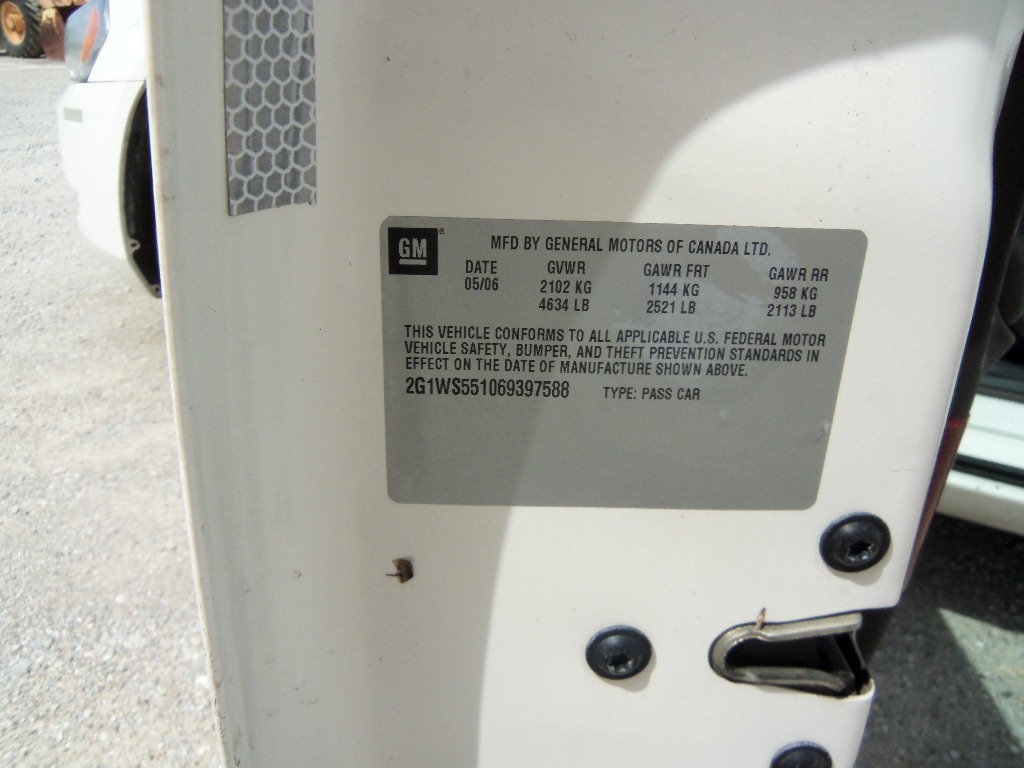 GM®
MFD BY GENERAL MOTORS OF CANADA LTD.
DATE GVWR GAWR FRT GAWR RR
05/06 2102 KG 1144 KG 958 KG
4634 LB 2521 LB 2113 LB
THIS VEHICLE CONFORMS TO ALL APPLICABLE U.S. FEDERAL MOTOR
VEHICLE SAFETY, BUMPER, AND THEFT PREVENTION STANDARDS IN
EFFECT ON THE DATE OF MANUFACTURE SHOWN ABOVE.
2G1WS551069397588 TYPE: PASS CAR